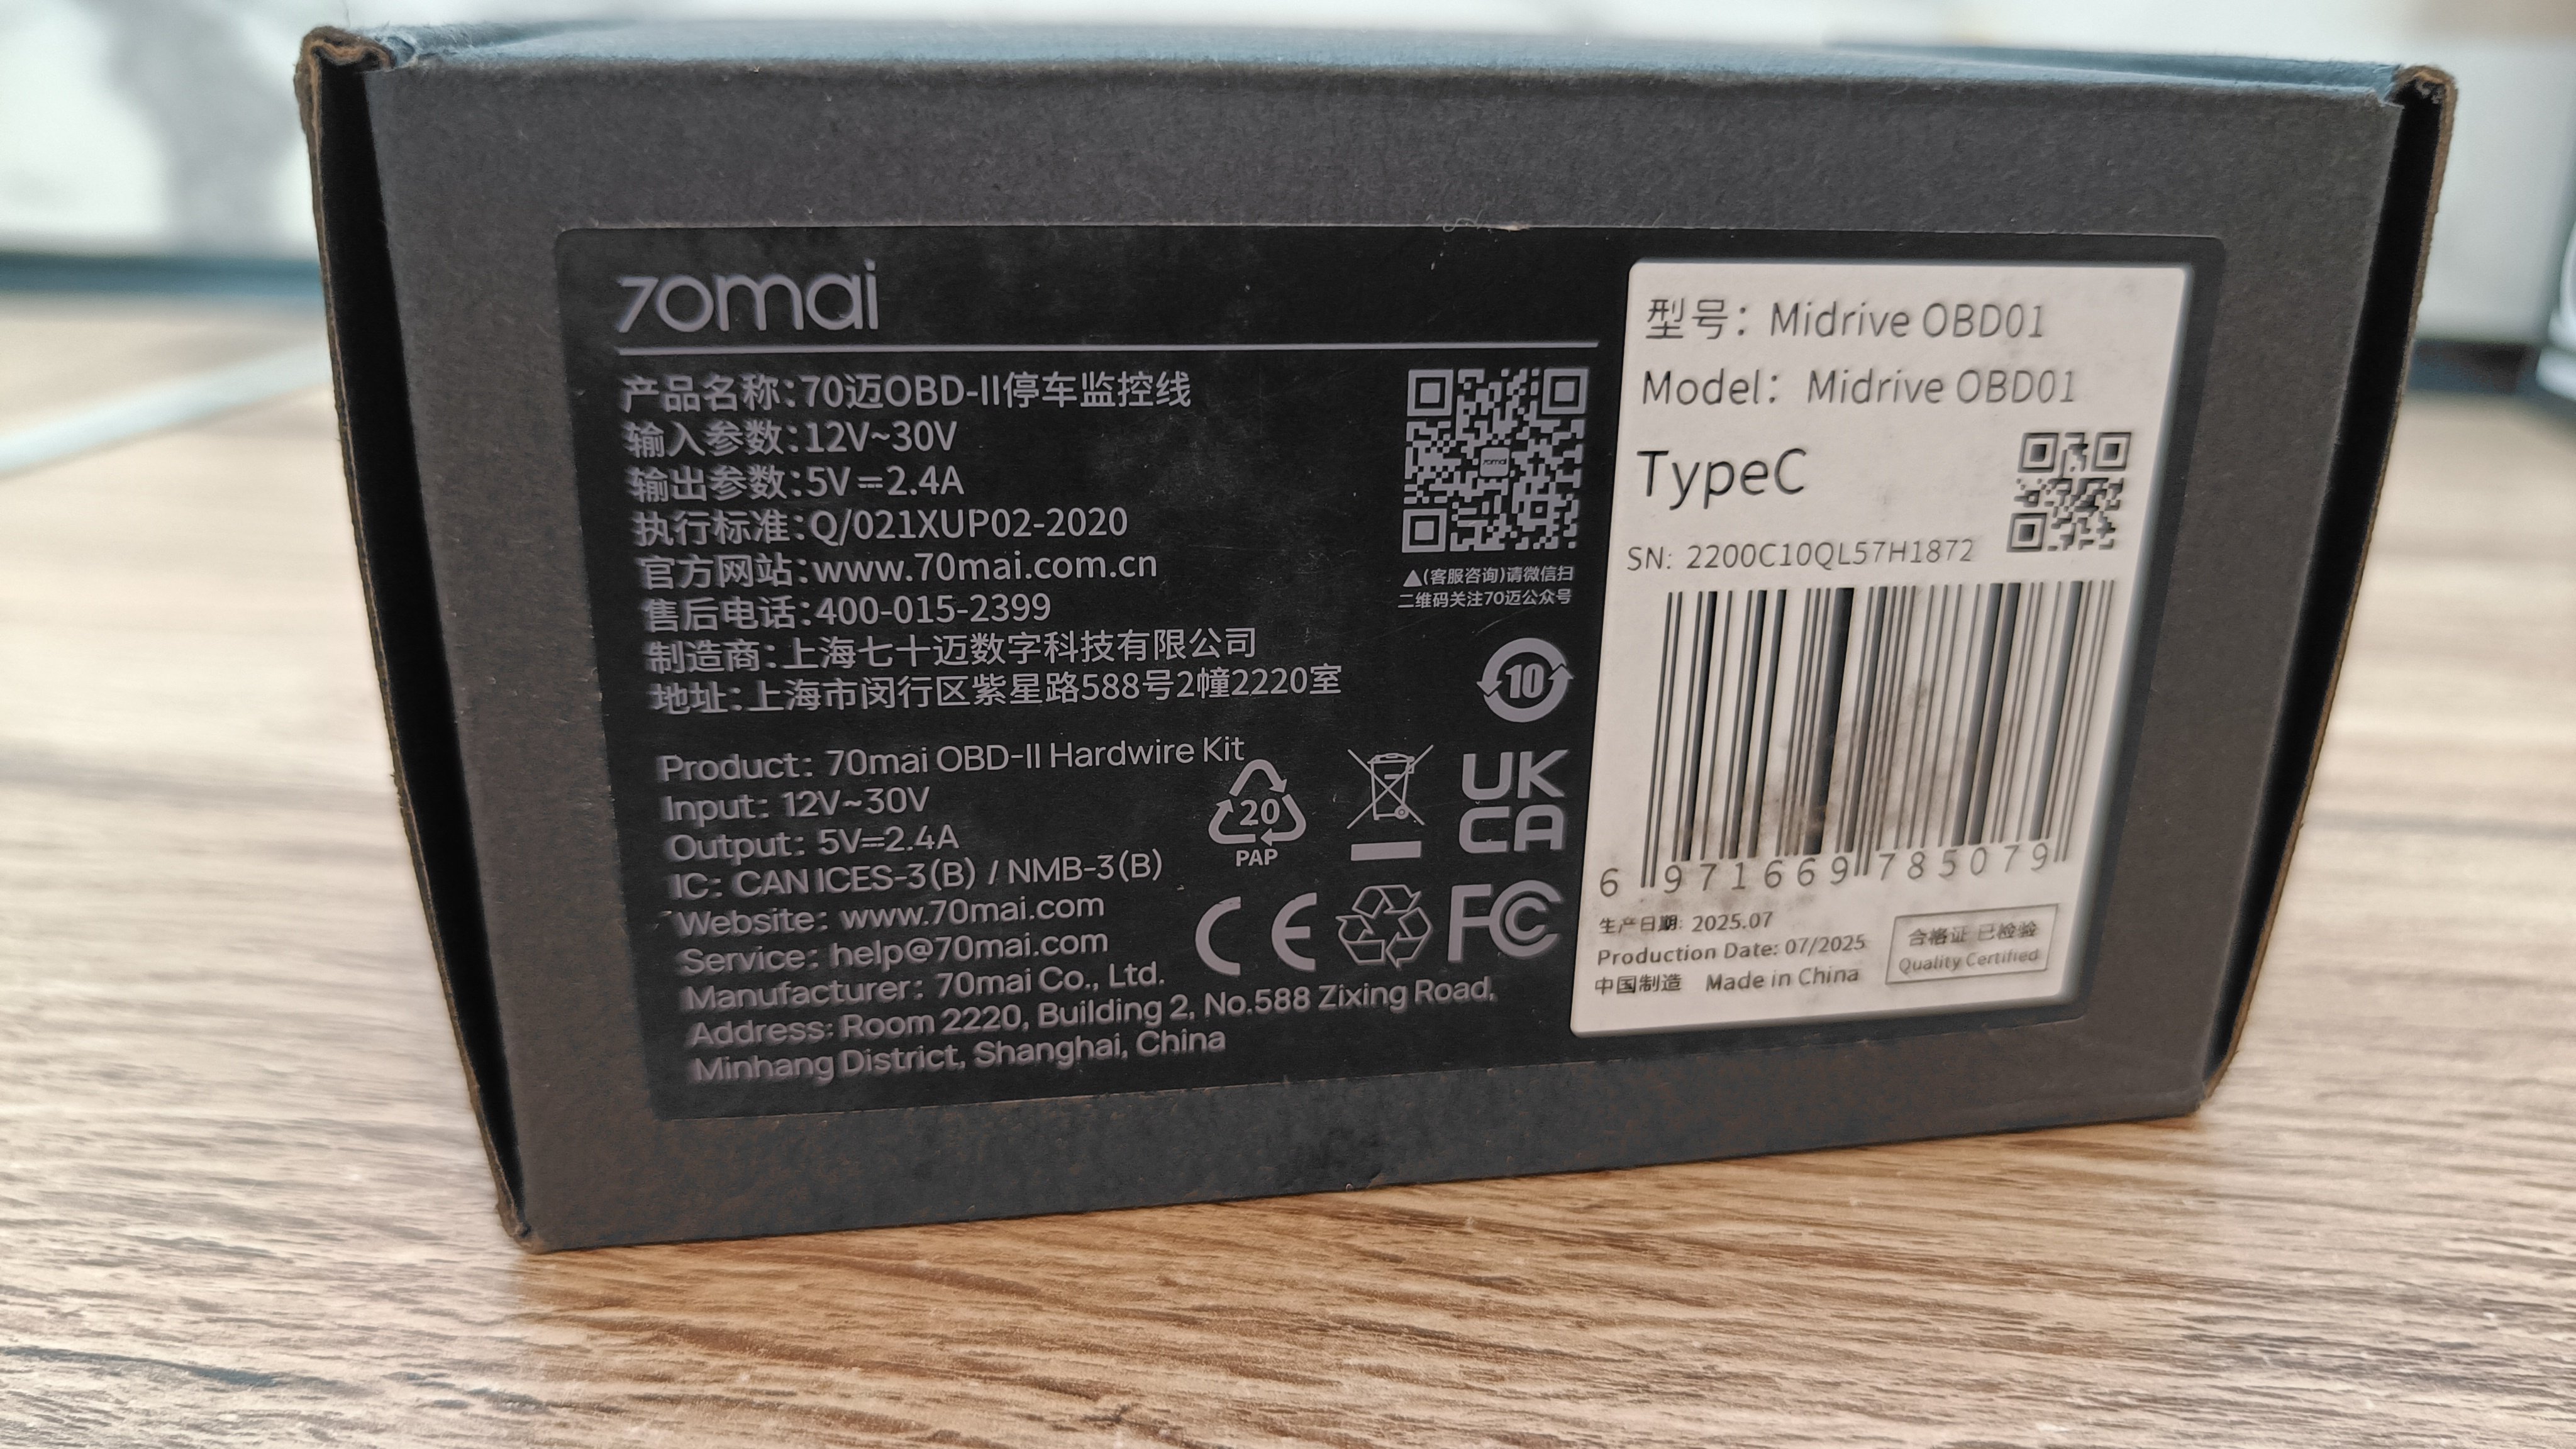 70mai
产品名称:70迈OBD-II停车监控线
输入参数:12V~30V
输出参数:5V⎓2.4A
执行标准:Q/021XUP02-2020
官方网站:www.70mai.com.cn
售后电话:400-015-2399
制造商:上海七十迈数字科技有限公司
地址:上海市闵行区紫星路588号2幢2220室
▲(客服咨询)请微信扫
二维码关注70迈公众号
10
Product: 70mai OBD-II Hardwire Kit
Input: 12V~30V
Output: 5V⎓2.4A
IC: CAN ICES-3(B) / NMB-3(B)
Website: www.70mai.com
Service: help@70mai.com
Manufacturer: 70mai Co., Ltd.
Address: Room 2220, Building 2, No.588 Zixing Road,
Minhang District, Shanghai, China
20
PAP
UK
CA
CE
FC
型号: Midrive OBD01
Model: Midrive OBD01
TypeC
SN: 2200C10QL57H1872
6 971669 785079
生产日期: 2025.07
Production Date: 07/2025
中国制造 Made in China
合格证 已检验
Quality Certified